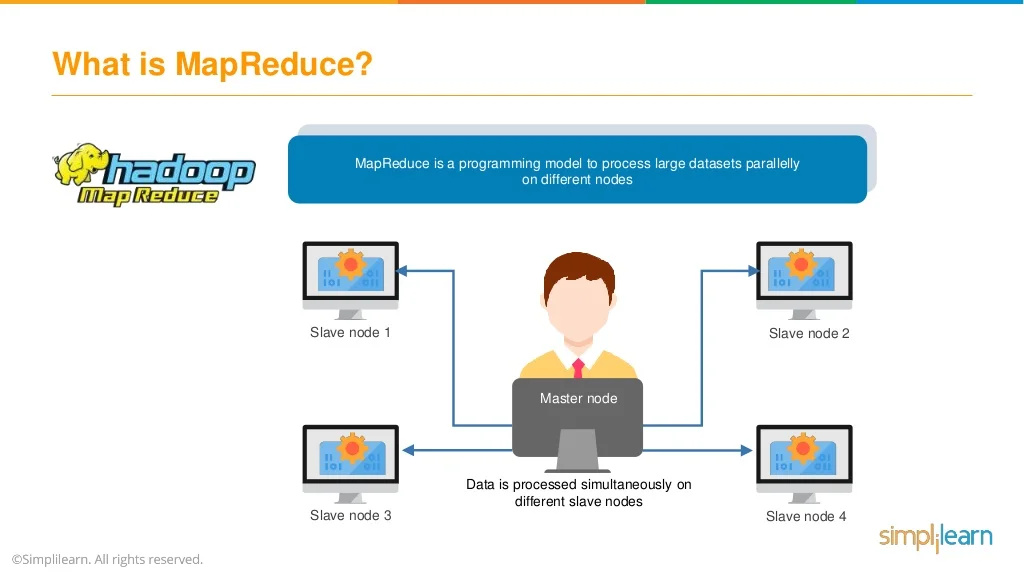 What is MapReduce?
hadoop
Map Reduce
MapReduce is a programming model to process large datasets parallelly
on different nodes
Slave node 1
Slave node 2
Master node
Data is processed simultaneously on
different slave nodes
Slave node 3
Slave node 4
simplilearn
©Simplilearn. All rights reserved.